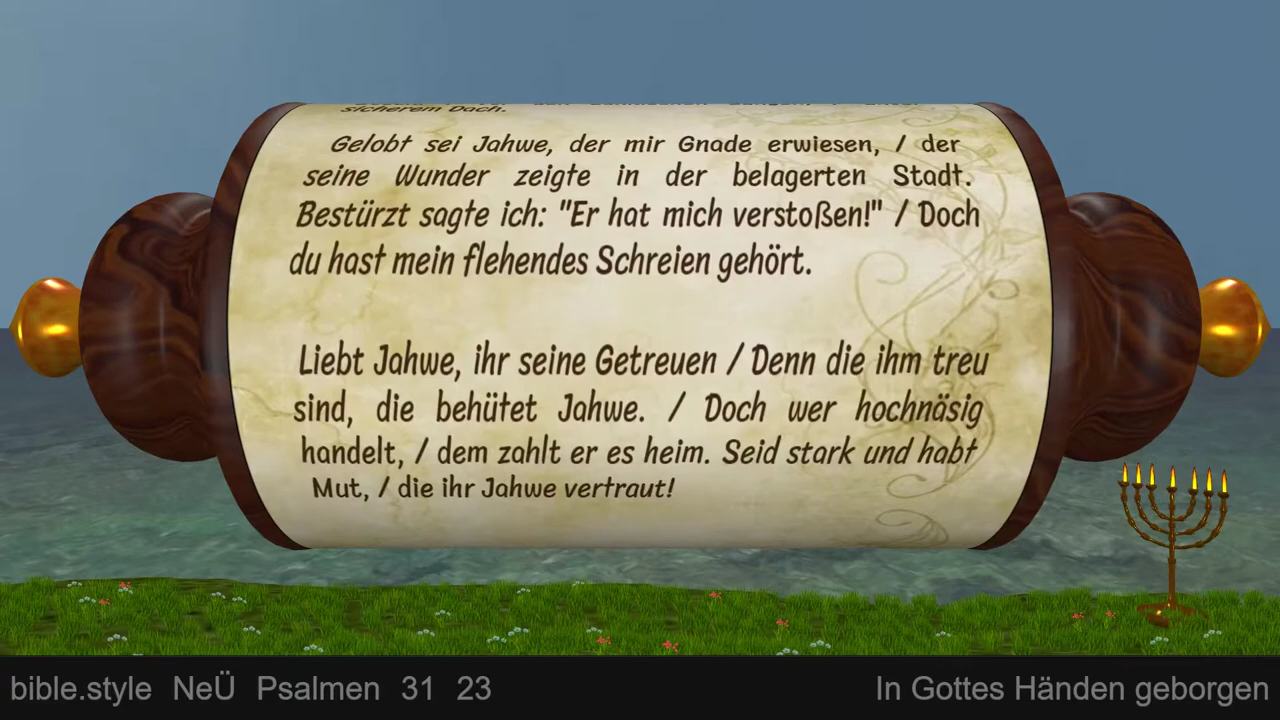 sicherem Dach.
Gelobt sei Jahwe, der mir Gnade erwiesen, / der
seine Wunder zeigte in der belagerten Stadt.
Bestürzt sagte ich: "Er hat mich verstoßen!" / Doch
du hast mein flehendes Schreien gehört.
Liebt Jahwe, ihr seine Getreuen / Denn die ihm treu
sind, die behütet Jahwe. / Doch wer hochnäsig
handelt, / dem zahlt er es heim. Seid stark und habt
Mut, / die ihr Jahwe vertraut!
bible.style NeÜ Psalmen 31 23
In Gottes Händen geborgen